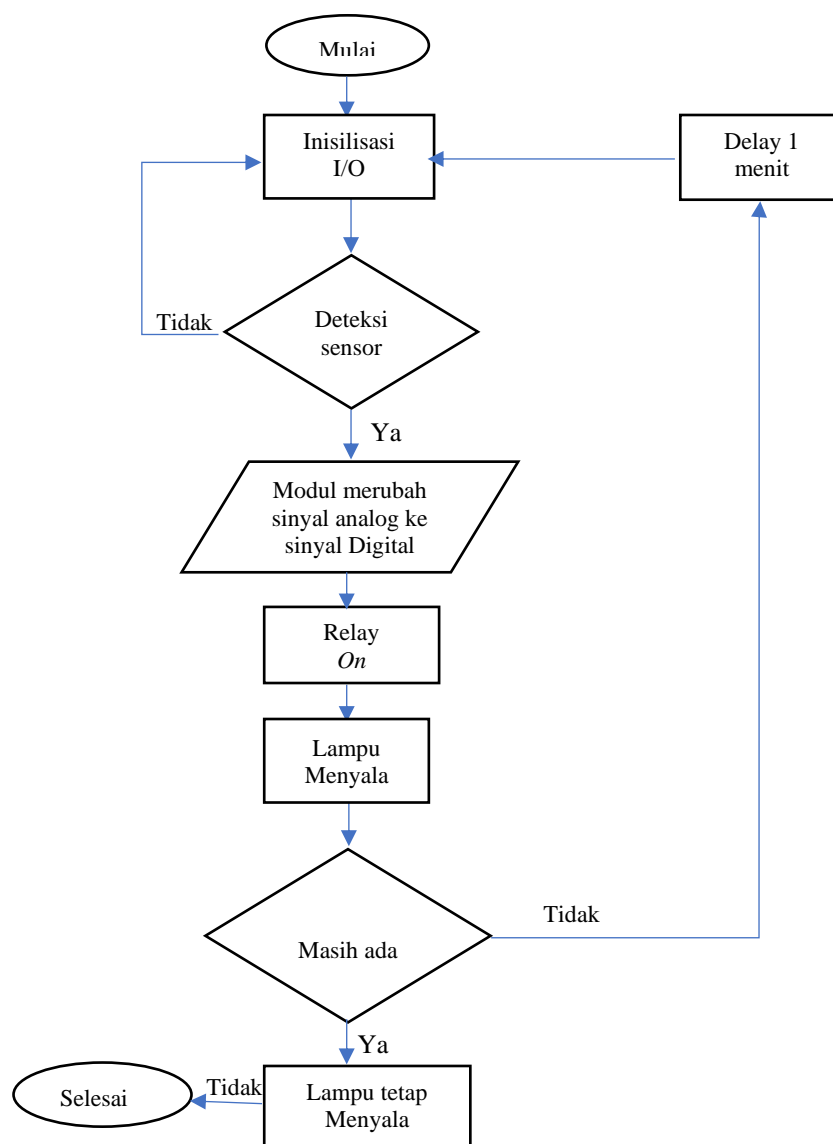 Mulai
Inisilisasi
I/O
Delay 1
menit
Tidak
Deteksi
sensor
Ya
Modul merubah
sinyal analog ke
sinyal Digital
Relay
On
Lampu
Menyala
Tidak
Masih ada
Ya
Selesai
Tidak
Lampu tetap
Menyala